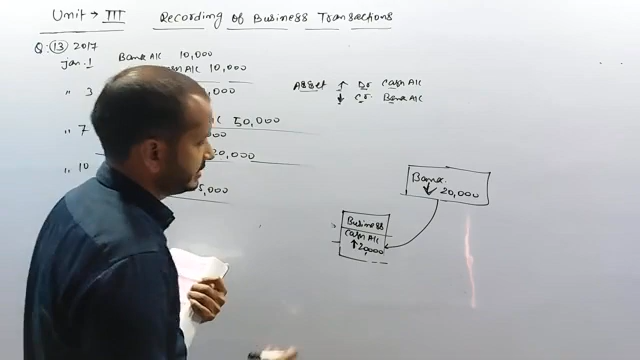 Unit → III Recording of Business Transactions
Q: 13 2017
Jan. 1 Bank A/c 10,000
Cash A/c 10,000
" 3 000
" 7 50,000
000
" 10 20,000
5,000
ASSET ↑ Dr Cash A/c
↓ Cr Bank A/c
Bank
↓ 20,000
Business
Cash A/c
↑ 20,000